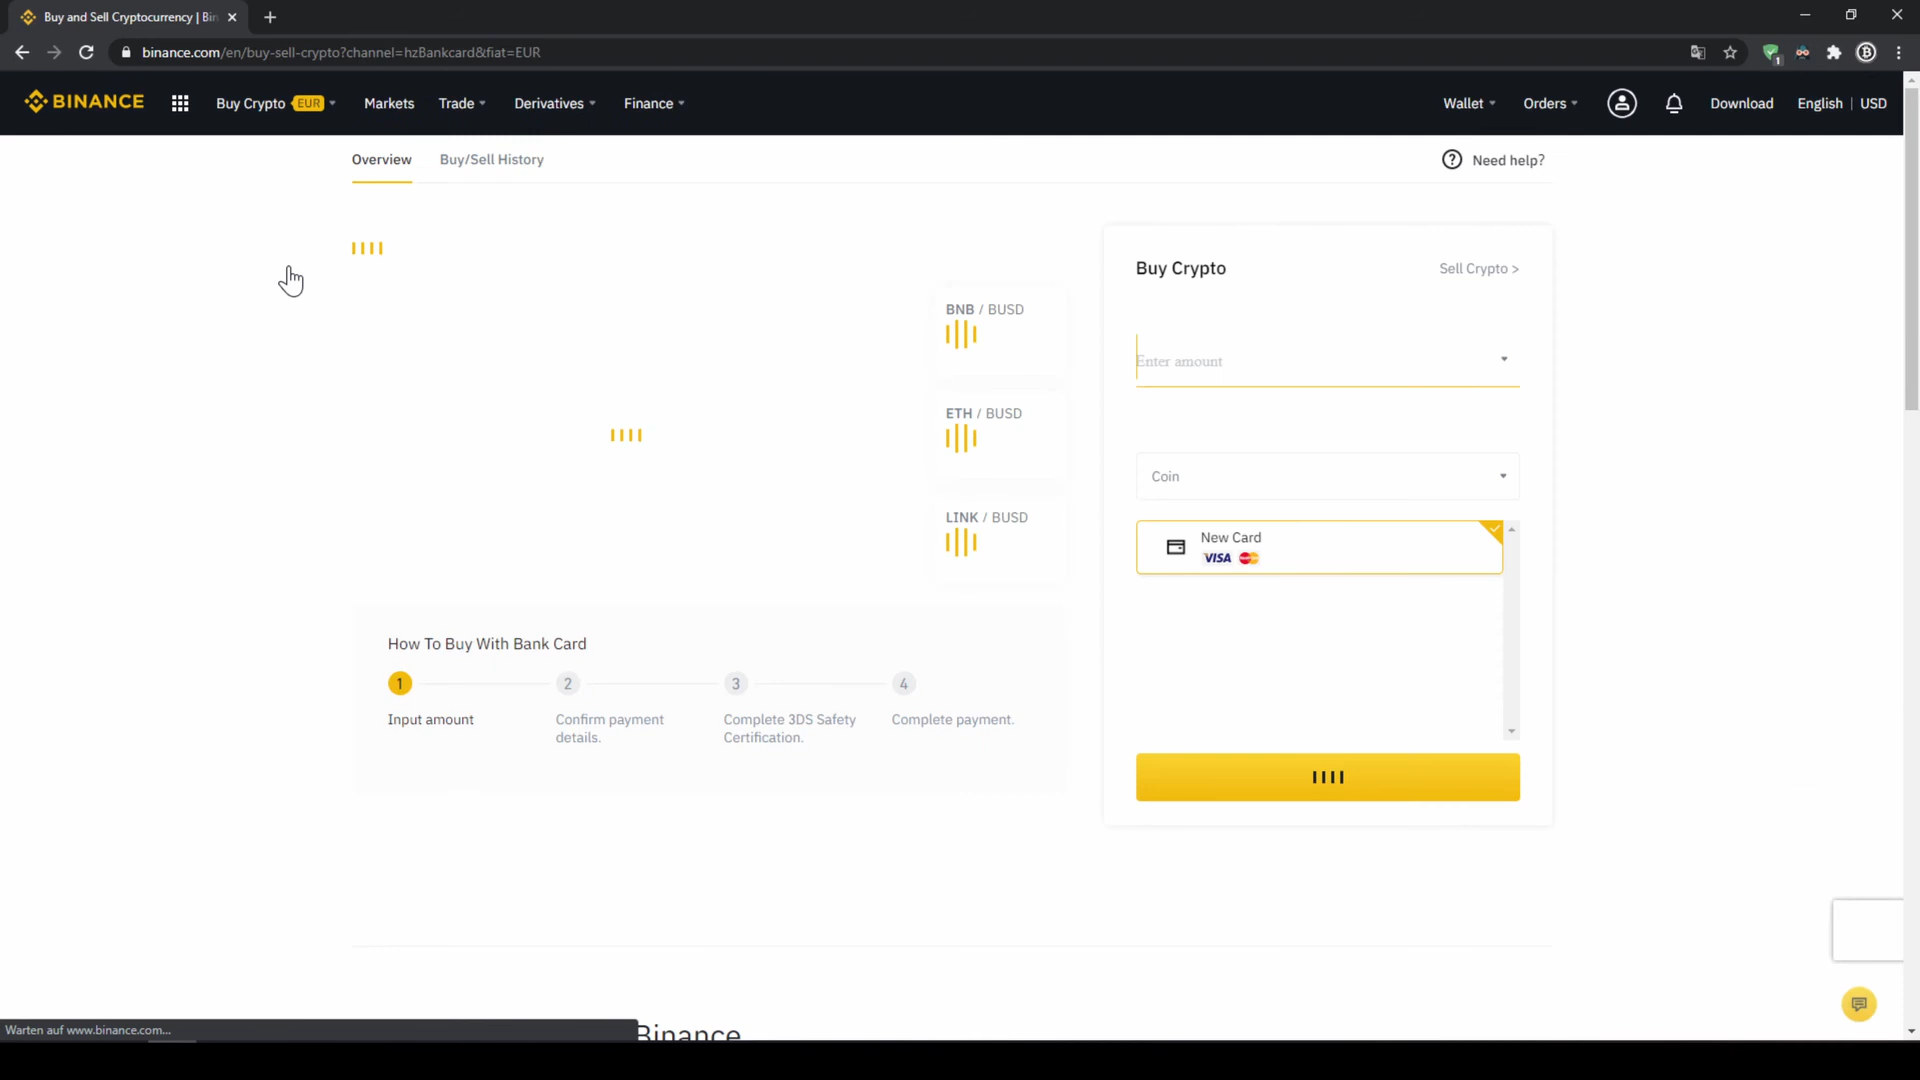 Buy and Sell Cryptocurrency | Bin
binance.com/en/buy-sell-crypto?channel=hzBankcard&fiat=EUR
1
BINANCE
Buy Crypto EUR
Markets
Trade
Derivatives
Finance
Wallet
Orders
Download
English | USD
Overview
Buy/Sell History
Need help?
Buy Crypto
Sell Crypto >
BNB / BUSD
Enter amount
ETH / BUSD
Coin
LINK / BUSD
New Card
VISA
How To Buy With Bank Card
1
2
3
4
Input amount
Confirm payment
details.
Complete 3DS Safety
Certification.
Complete payment.
Warten auf www.binance.com...
Binance